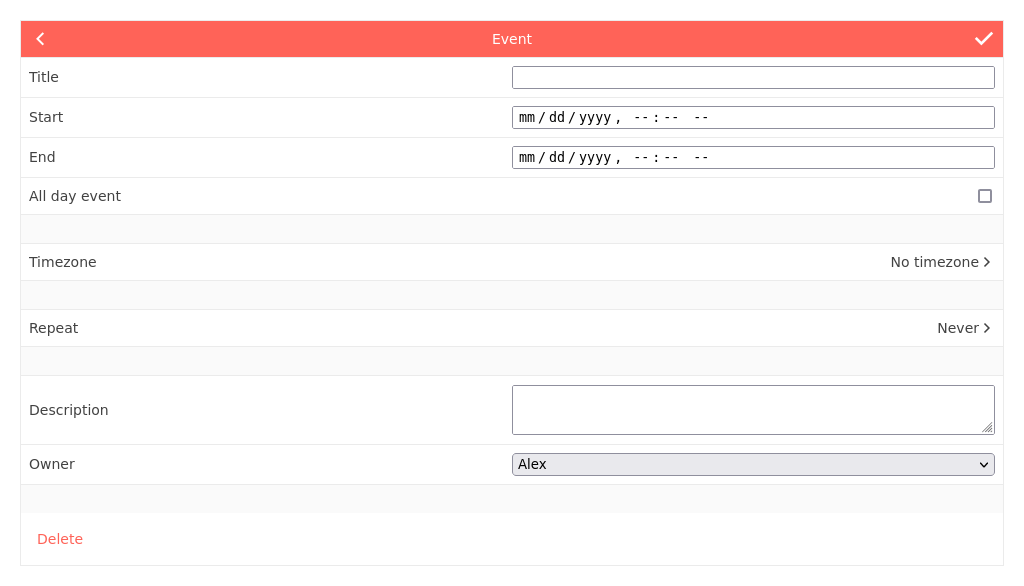 Event
Title
Start mm/dd/yyyy, --:-- --
End mm/dd/yyyy, --:-- --
All day event
Timezone No timezone
Repeat Never
Description
Owner Alex
Delete